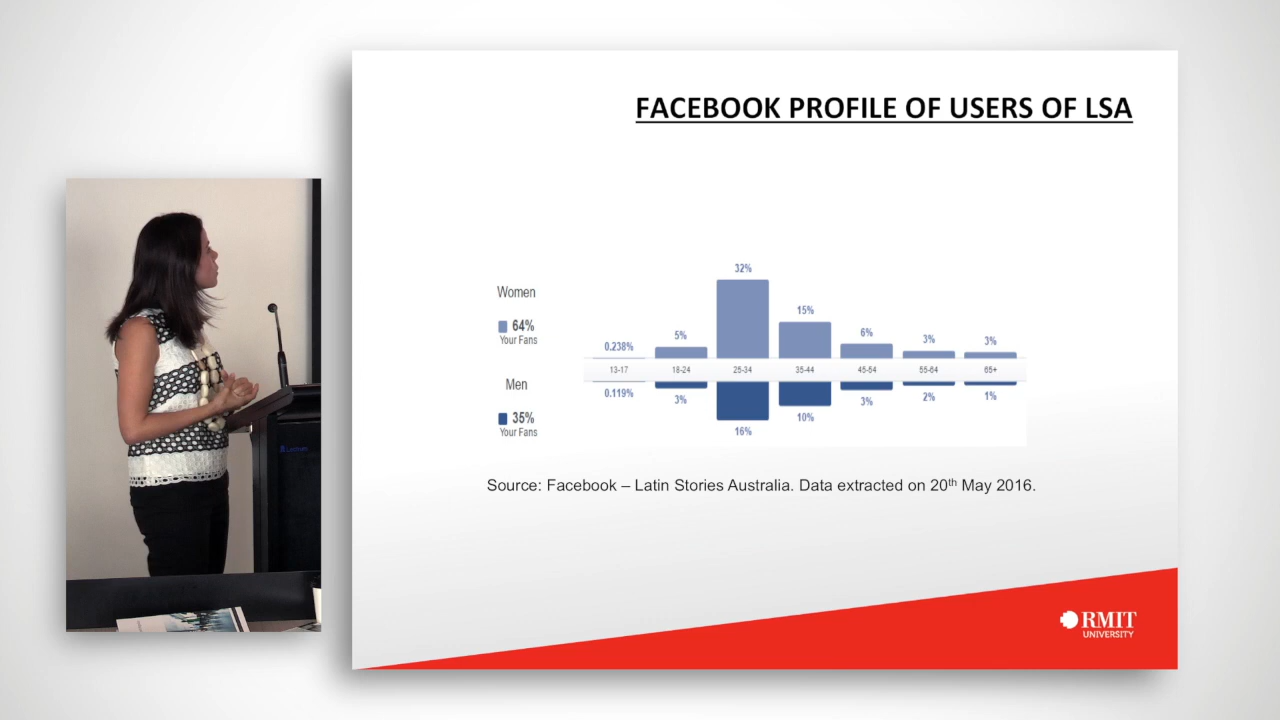 FACEBOOK PROFILE OF USERS OF LSA
Women
64%
Your Fans
Men
35%
Your Fans
32%
15%
6%
5%
3%
3%
0.238%
13-17
18-24
25-34
35-44
45-54
55-64
65+
0.119%
3%
16%
10%
3%
2%
1%
Source: Facebook – Latin Stories Australia. Data extracted on 20th May 2016.
RMIT
UNIVERSITY